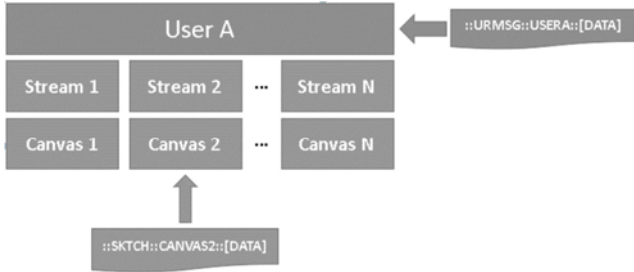 User A
::URMSG::USERA::[DATA]
Stream 1 Stream 2 ... Stream N
Canvas 1 Canvas 2 ... Canvas N
::SKTCH::CANVAS2::[DATA]